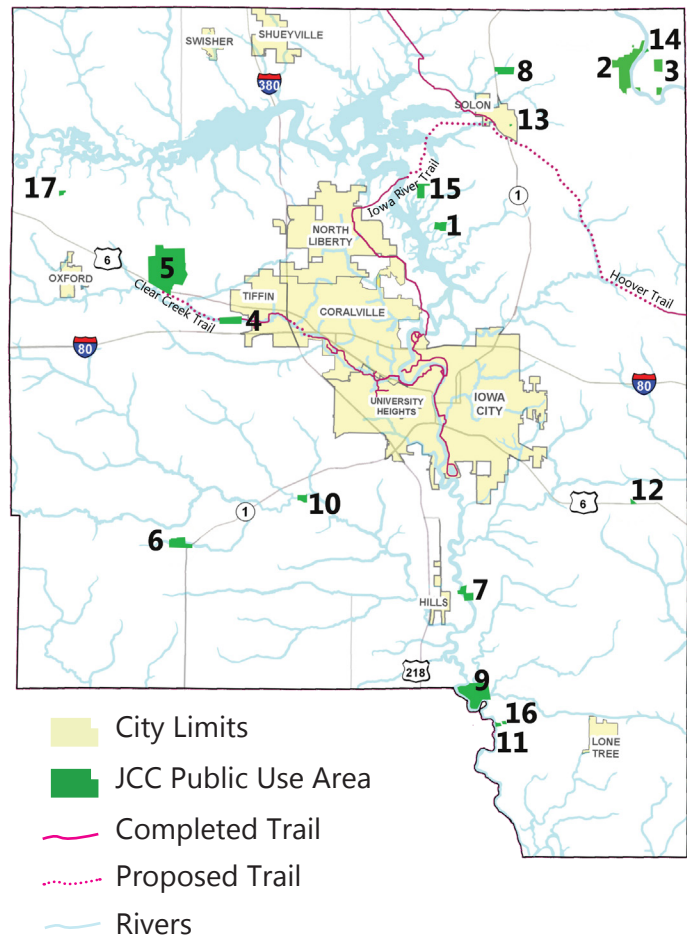 SHUEYVILLE
SWISHER
14
2
3
8
380
SOLON
13
17
15
Iowa River Trail
1
1
NORTH
LIBERTY
6
OXFORD
5
Clear Creek Trail
TIFFIN
4
CORALVILLE
Hoover Trail
80
80
UNIVERSITY
HEIGHTS
IOWA
CITY
10
1
6
6
12
7
HILLS
218
9
16
11
LONE
TREE
City Limits
JCC Public Use Area
Completed Trail
Proposed Trail
Rivers